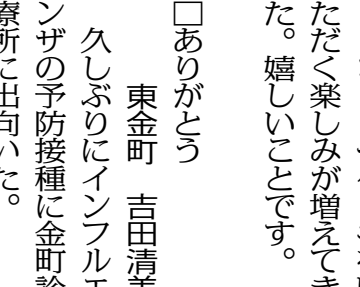 ただく楽しみが増えてき
た。嬉しいことです。
□ありがとう
東金町　吉田清美
久しぶりにインフルエ
ンザの予防接種に金町診
療所に出向いた。